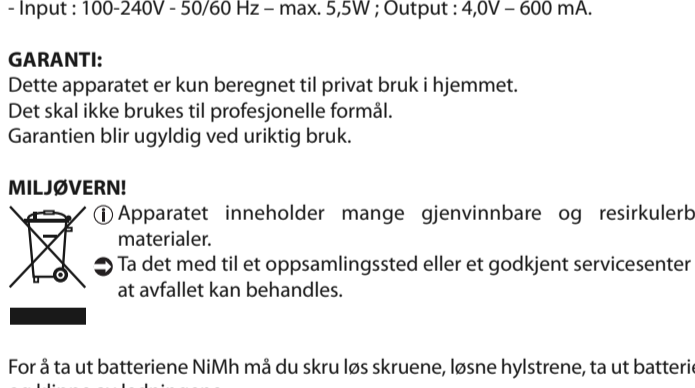 - Input : 100-240V - 50/60 Hz – max. 5,5W ; Output : 4,0V – 600 mA.
GARANTI:
Dette apparatet er kun beregnet til privat bruk i hjemmet.
Det skal ikke brukes til profesjonelle formål.
Garantien blir ugyldig ved uriktig bruk.
MILJØVERN!
ⓘ Apparatet inneholder mange gjenvinnbare og resirkulerb
materialer.
➲ Ta det med til et oppsamlingssted eller et godkjent servicesenter
at avfallet kan behandles.
For å ta ut batteriene NiMh må du skru løs skruene, løsne hylstrene, ta ut batterie